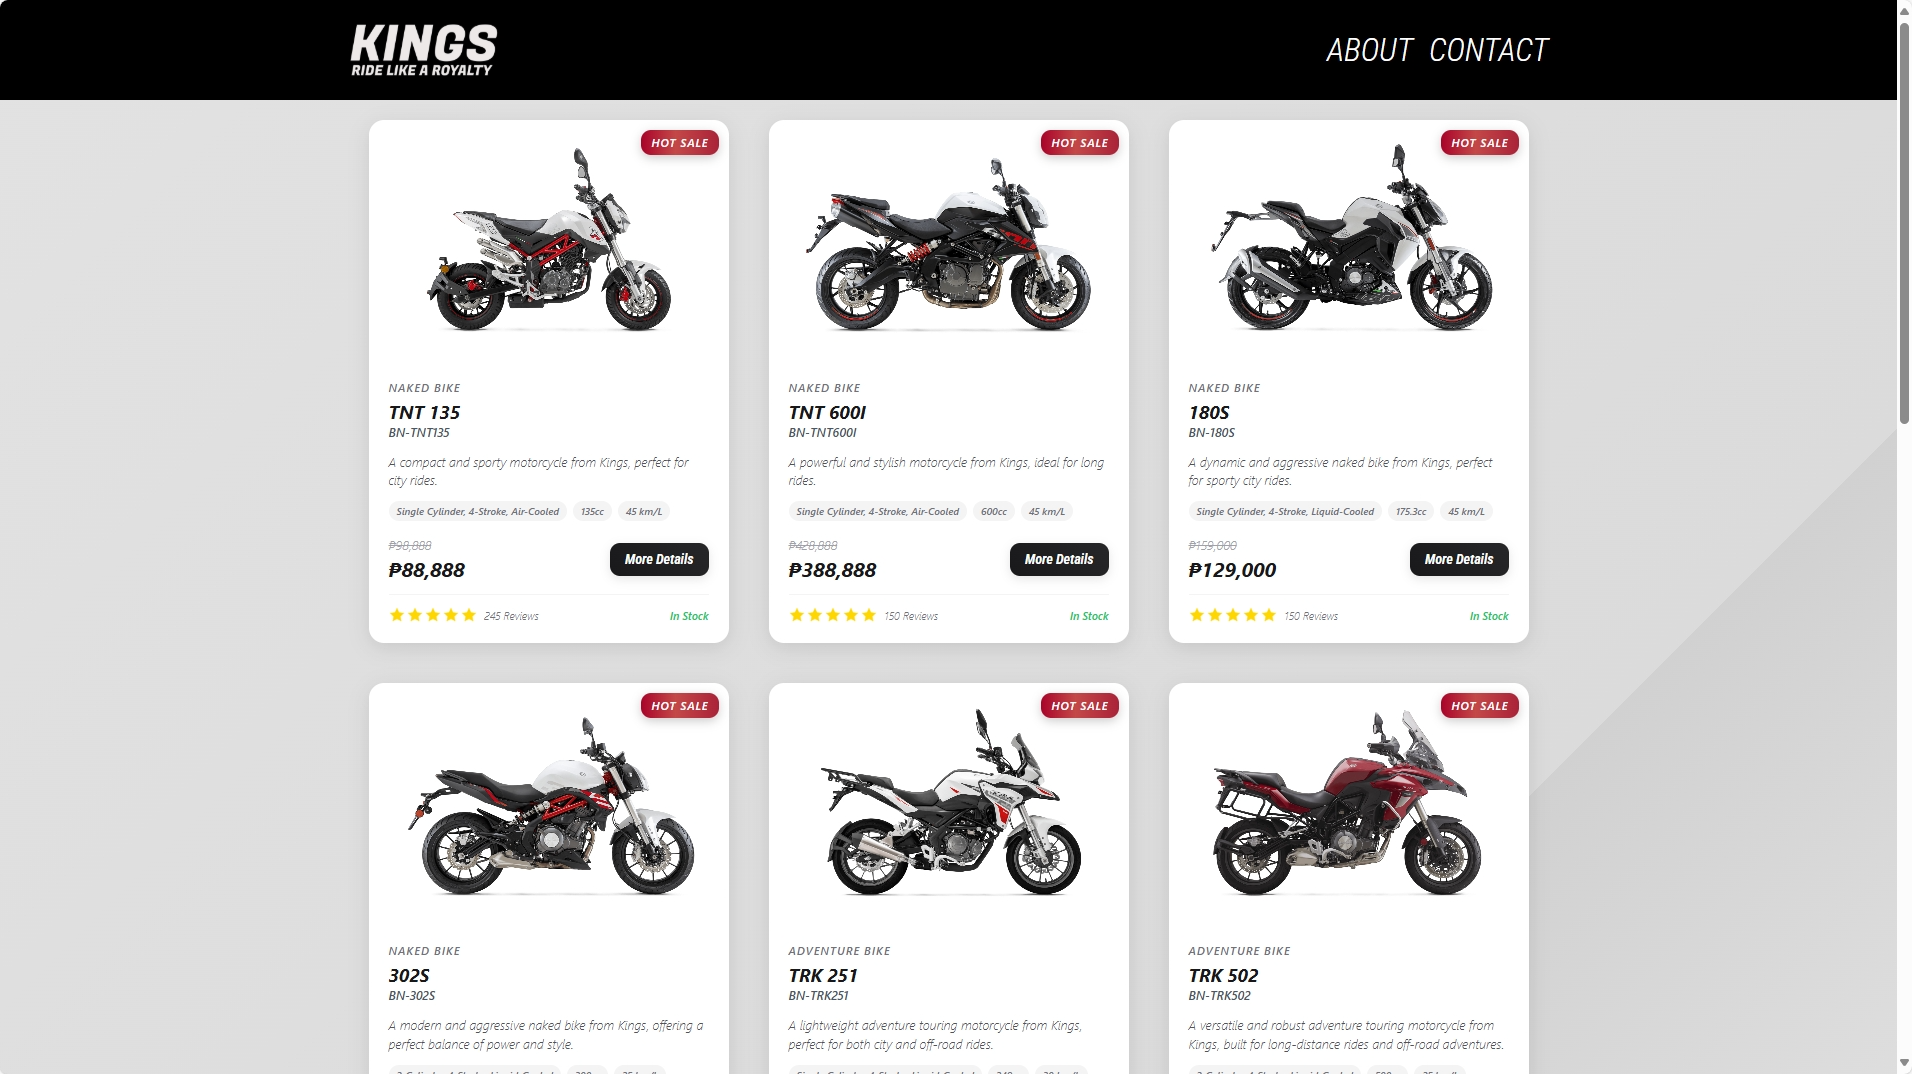 KINGS
RIDE LIKE A ROYALTY
ABOUT CONTACT
HOT SALE
NAKED BIKE
TNT 135
BN-TNT135
A compact and sporty motorcycle from Kings, perfect for
city rides.
Single Cylinder, 4-Stroke, Air-Cooled 135cc 45 km/L
₱98,888
₱88,888
More Details
245 Reviews
In Stock
HOT SALE
NAKED BIKE
TNT 600I
BN-TNT600I
A powerful and stylish motorcycle from Kings, ideal for long
rides.
Single Cylinder, 4-Stroke, Air-Cooled 600cc 45 km/L
₱428,888
₱388,888
More Details
150 Reviews
In Stock
HOT SALE
NAKED BIKE
180S
BN-180S
A dynamic and aggressive naked bike from Kings, perfect
for sporty city rides.
Single Cylinder, 4-Stroke, Liquid-Cooled 175.3cc 45 km/L
₱159,000
₱129,000
More Details
150 Reviews
In Stock
HOT SALE
NAKED BIKE
302S
BN-302S
A modern and aggressive naked bike from Kings, offering a
perfect balance of power and style.
HOT SALE
ADVENTURE BIKE
TRK 251
BN-TRK251
A lightweight adventure touring motorcycle from Kings,
perfect for both city and off-road rides.
HOT SALE
ADVENTURE BIKE
TRK 502
BN-TRK502
A versatile and robust adventure touring motorcycle from
Kings, built for long-distance rides and off-road adventures.